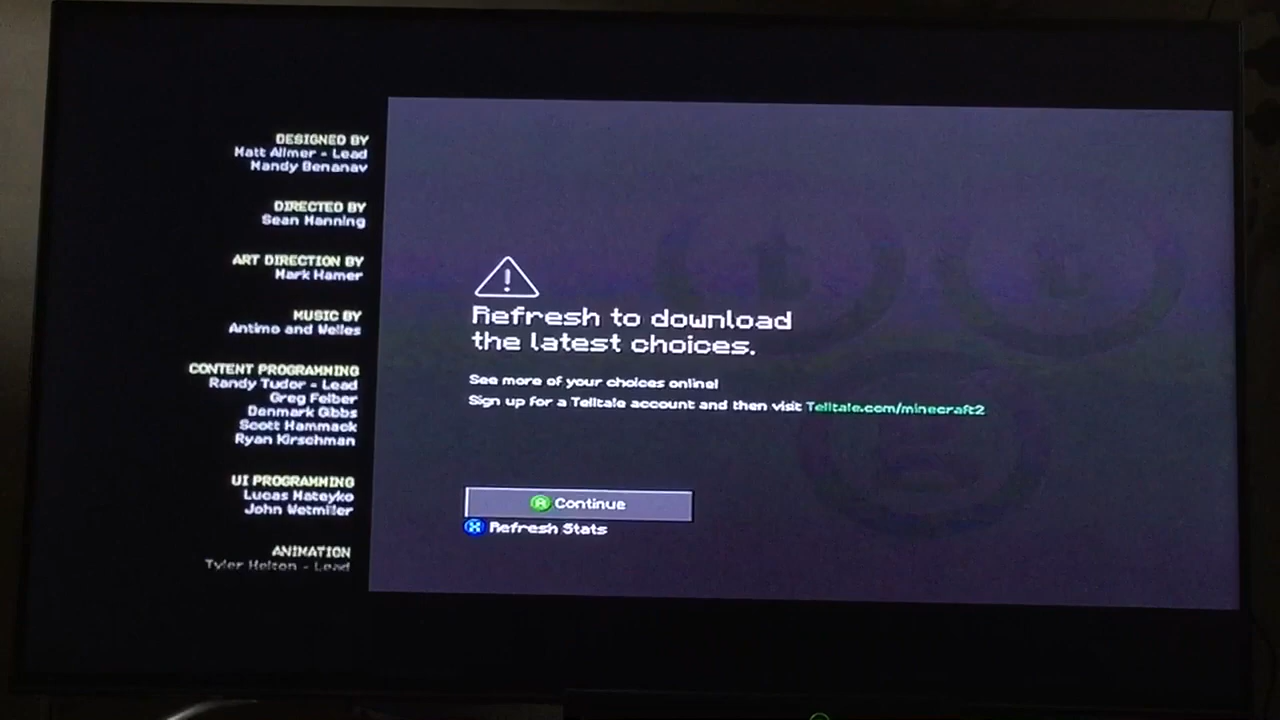 DESIGNED BY
Matt Allmer - Lead
Mandy Benanav
DIRECTED BY
Sean Manning
ART DIRECTION BY
Mark Hamer
MUSIC BY
Antimo and Welles
CONTENT PROGRAMMING
Randy Tudor - Lead
Greg Felber
Denmark Gibbs
Scott Hammack
Ryan Kirschman
UI PROGRAMMING
Lucas Mateyko
John Wetmiller
ANIMATION
Tyler Helton - Lead
!
Refresh to download
the latest choices.
See more of your choices online!
Sign up for a Telltale account and then visit Telltale.com/minecraft2
A Continue
X Refresh Stats